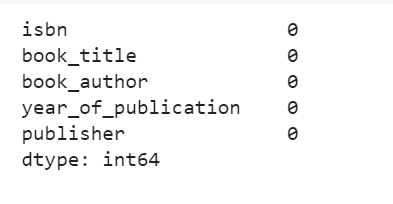 isbn 0
book_title 0
book_author 0
year_of_publication 0
publisher 0
dtype: int64